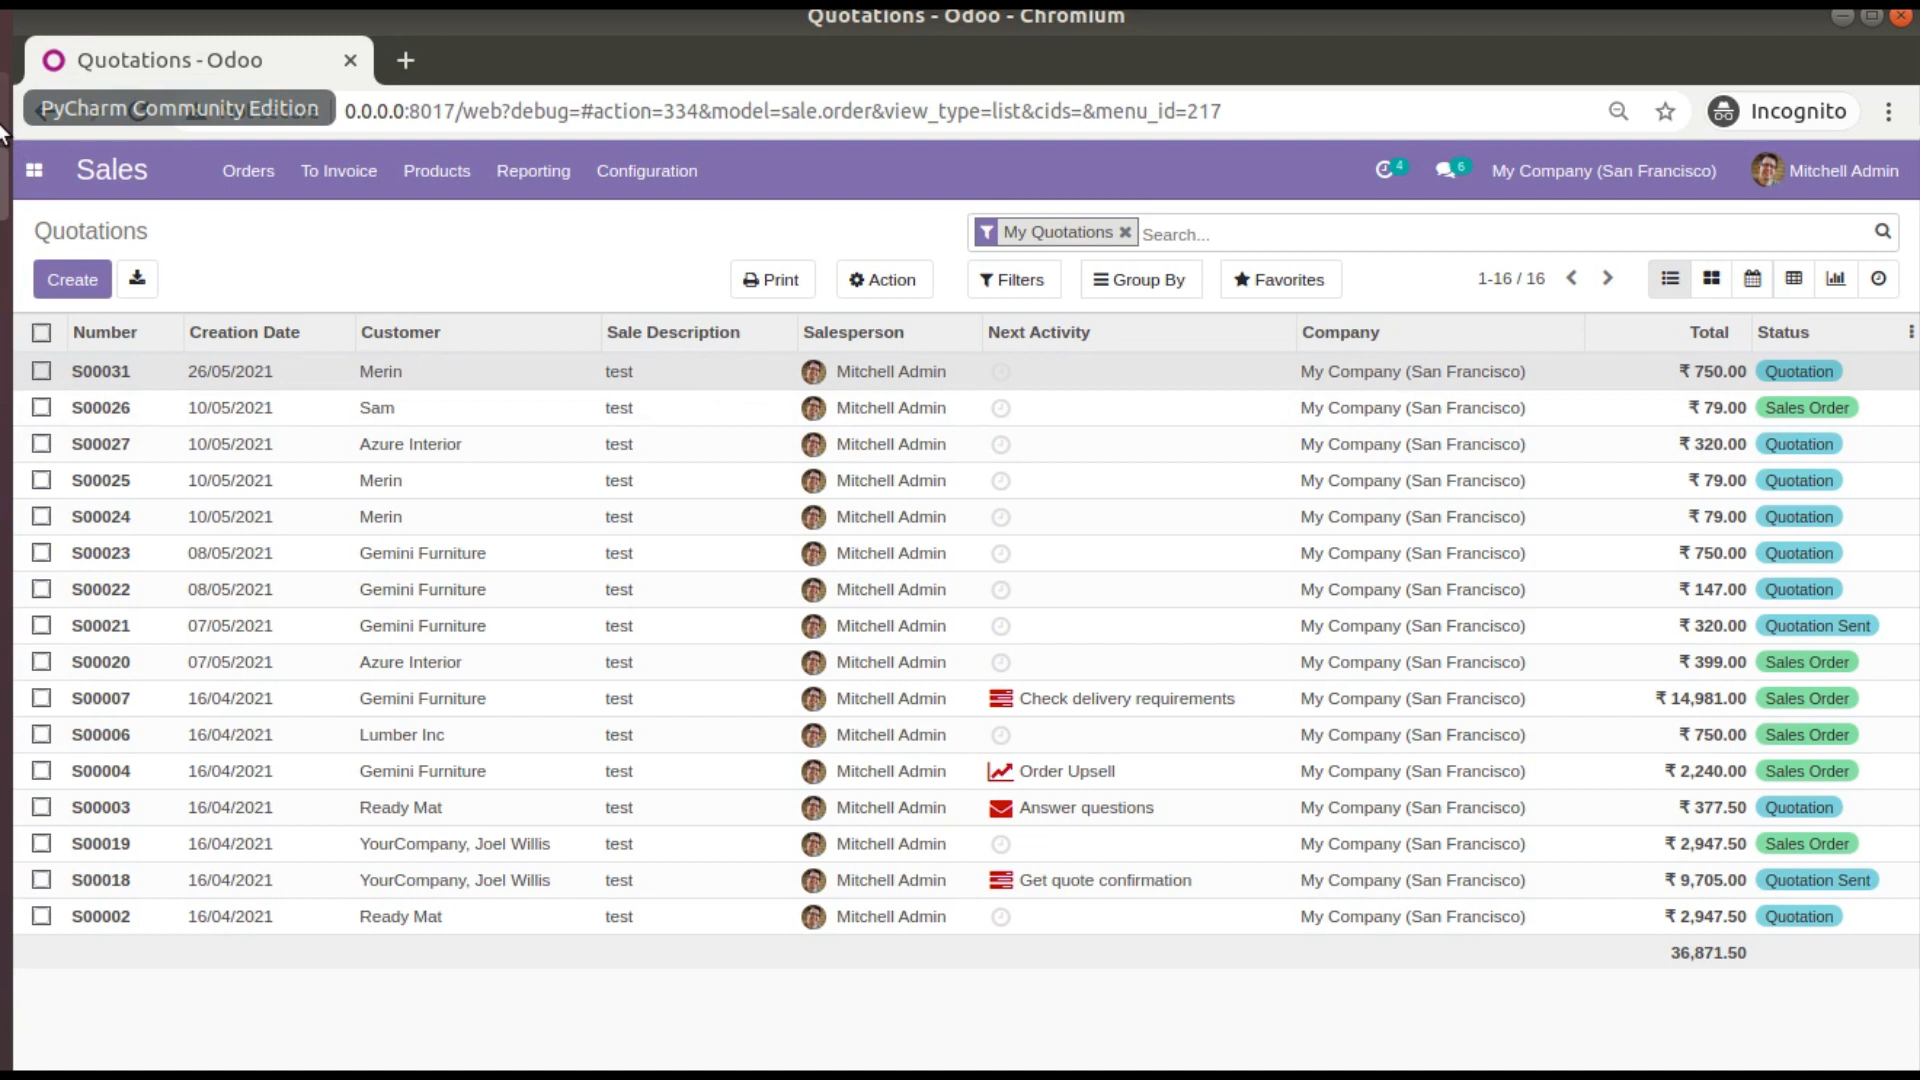 Quotations - Odoo - Chromium
Quotations - Odoo
PyCharm Community Edition
0.0.0.0:8017/web?debug=#action=334&model=sale.order&view_type=list&cids=&menu_id=217
Incognito
Sales Orders To Invoice Products Reporting Configuration 4 6 My Company (San Francisco) Mitchell Admin
Quotations
My Quotations Search...
Create Print Action Filters Group By Favorites 1-16 / 16
Number Creation Date Customer Sale Description Salesperson Next Activity Company Total Status
S00031 26/05/2021 Merin test Mitchell Admin My Company (San Francisco) ₹ 750.00 Quotation
S00026 10/05/2021 Sam test Mitchell Admin My Company (San Francisco) ₹ 79.00 Sales Order
S00027 10/05/2021 Azure Interior test Mitchell Admin My Company (San Francisco) ₹ 320.00 Quotation
S00025 10/05/2021 Merin test Mitchell Admin My Company (San Francisco) ₹ 79.00 Quotation
S00024 10/05/2021 Merin test Mitchell Admin My Company (San Francisco) ₹ 79.00 Quotation
S00023 08/05/2021 Gemini Furniture test Mitchell Admin My Company (San Francisco) ₹ 750.00 Quotation
S00022 08/05/2021 Gemini Furniture test Mitchell Admin My Company (San Francisco) ₹ 147.00 Quotation
S00021 07/05/2021 Gemini Furniture test Mitchell Admin My Company (San Francisco) ₹ 320.00 Quotation Sent
S00020 07/05/2021 Azure Interior test Mitchell Admin My Company (San Francisco) ₹ 399.00 Sales Order
S00007 16/04/2021 Gemini Furniture test Mitchell Admin Check delivery requirements My Company (San Francisco) ₹ 14,981.00 Sales Order
S00006 16/04/2021 Lumber Inc test Mitchell Admin My Company (San Francisco) ₹ 750.00 Sales Order
S00004 16/04/2021 Gemini Furniture test Mitchell Admin Order Upsell My Company (San Francisco) ₹ 2,240.00 Sales Order
S00003 16/04/2021 Ready Mat test Mitchell Admin Answer questions My Company (San Francisco) ₹ 377.50 Quotation
S00019 16/04/2021 YourCompany, Joel Willis test Mitchell Admin My Company (San Francisco) ₹ 2,947.50 Sales Order
S00018 16/04/2021 YourCompany, Joel Willis test Mitchell Admin Get quote confirmation My Company (San Francisco) ₹ 9,705.00 Quotation Sent
S00002 16/04/2021 Ready Mat test Mitchell Admin My Company (San Francisco) ₹ 2,947.50 Quotation
36,871.50